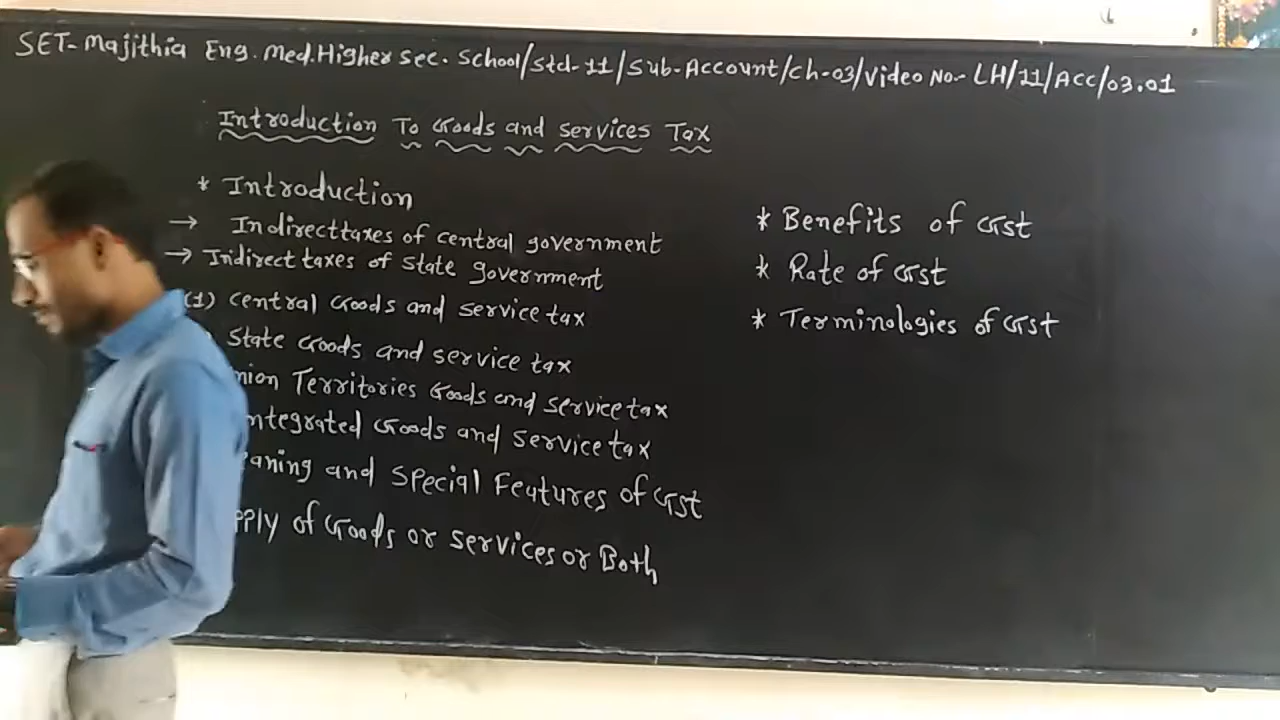 SET- Majithia Eng. Med. Higher Sec. School/Std-11/Sub-Account/Ch-03/Video No.- LH/11/Acc/03.01
Introduction To Goods and services Tax
* Introduction
→ Indirecttaxes of central government
→ Indirect taxes of state government
(1) Central Goods and service tax
State Goods and service tax
nion Territories Goods and service tax
ntegrated Goods and service tax
aning and Special Features of Gst
pply of Goods or services or Both
* Benefits of Gst
* Rate of Gst
* Terminologies of Gst